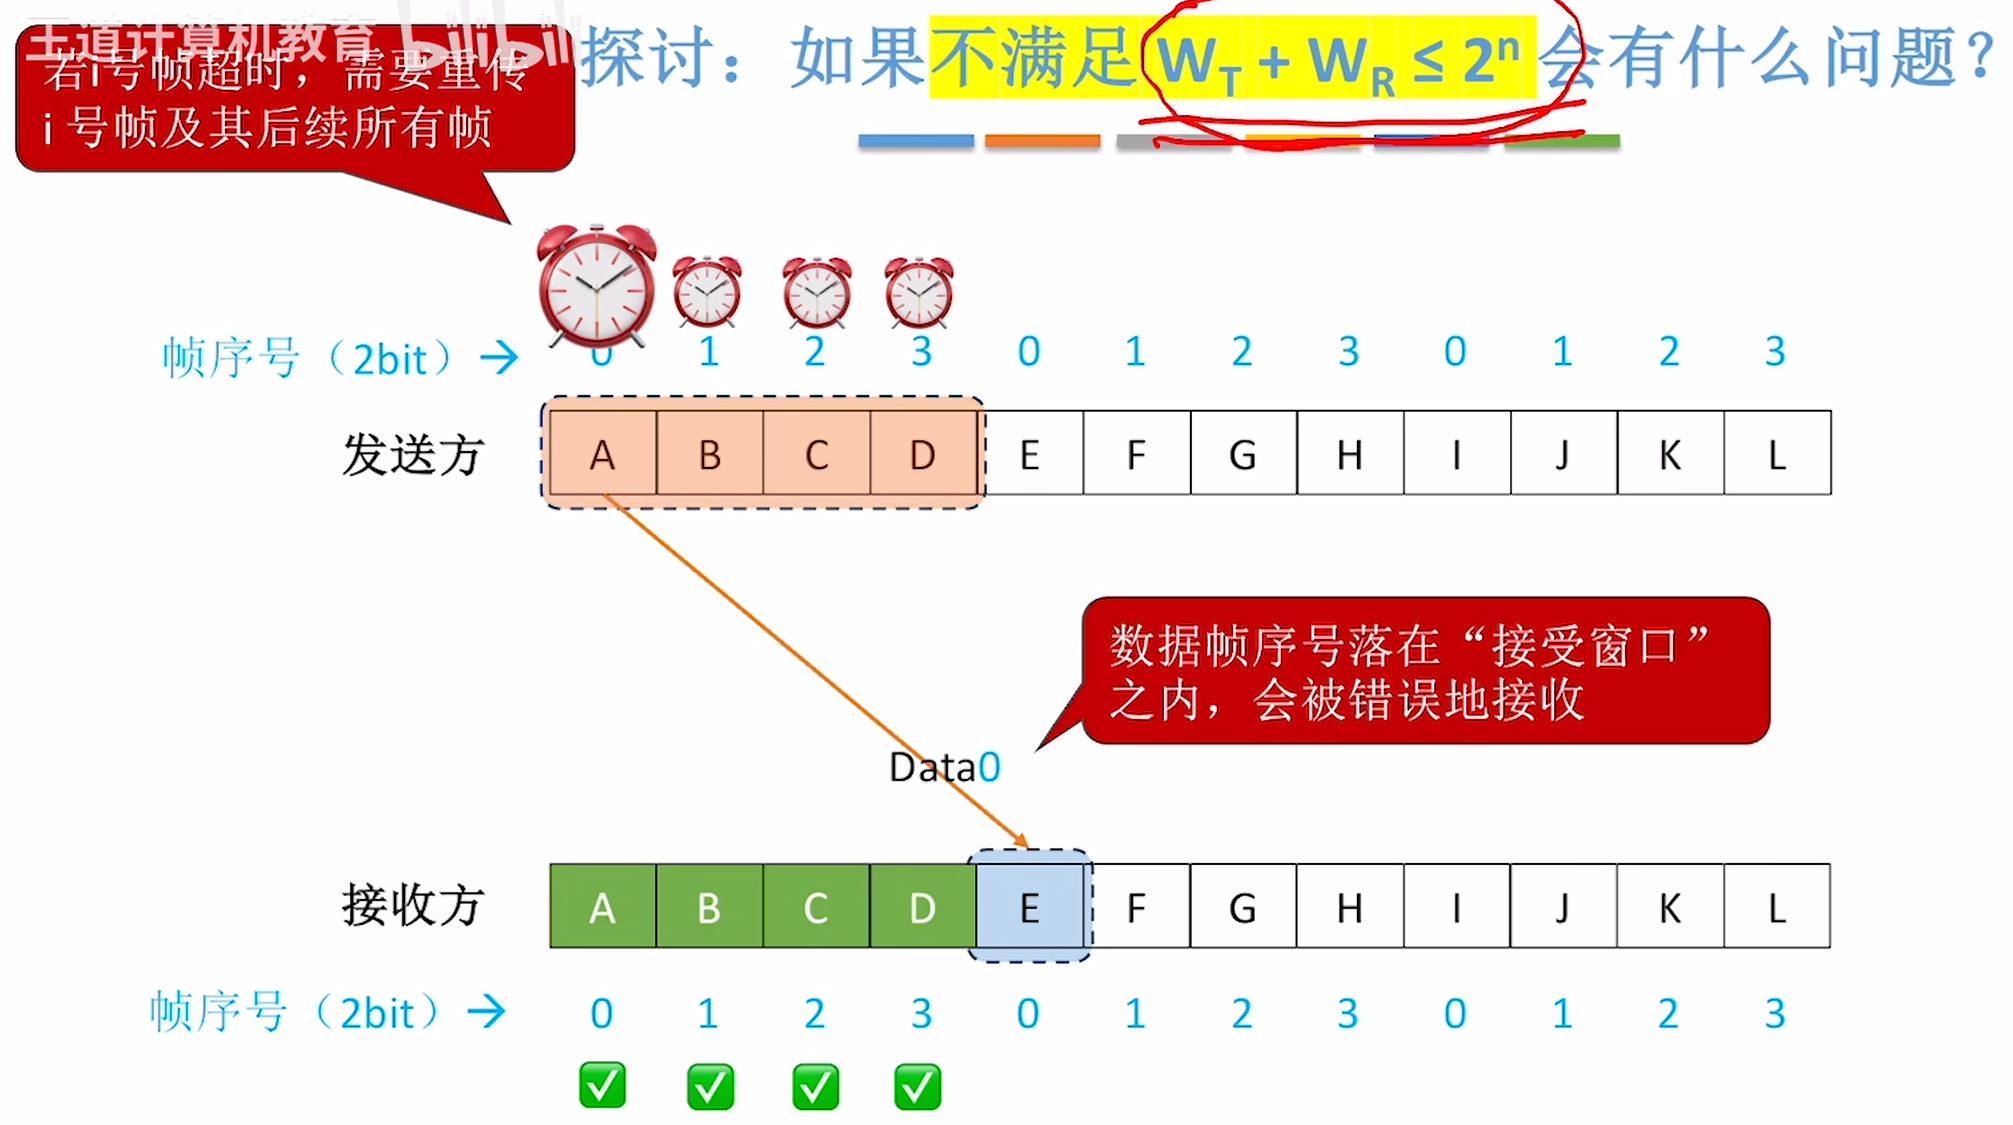 王道计算机教育 bilibili
若i号帧超时，需要重传
i 号帧及其后续所有帧
探讨：如果不满足 W_T + W_R ≤ 2ⁿ 会有什么问题？
帧序号（2bit）→ 0 1 2 3 0 1 2 3 0 1 2 3
发送方 A B C D E F G H I J K L
数据帧序号落在“接受窗口”
之内，会被错误地接收
Data0
接收方 A B C D E F G H I J K L
帧序号（2bit）→ 0 1 2 3 0 1 2 3 0 1 2 3